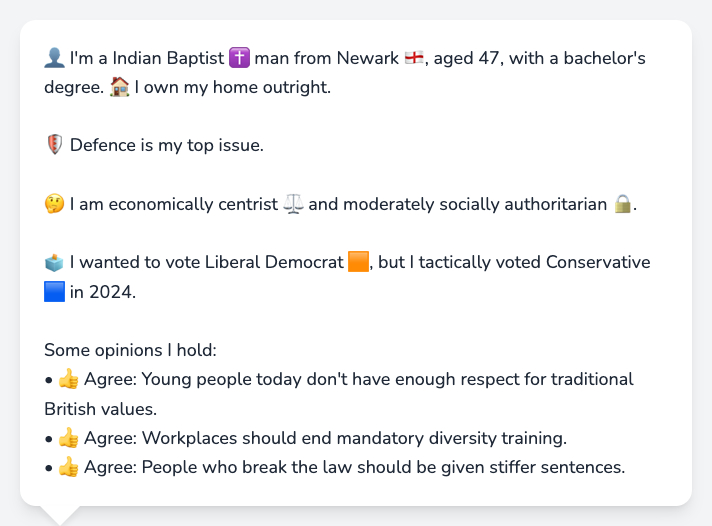 👤 I'm a Indian Baptist ✝️ man from Newark 🏴󠁧󠁢󠁥󠁮󠁧󠁿, aged 47, with a bachelor's
degree. 🏠 I own my home outright.
🛡️ Defence is my top issue.
🤔 I am economically centrist ⚖️ and moderately socially authoritarian 🔒.
🗳️ I wanted to vote Liberal Democrat 🟧, but I tactically voted Conservative
🟦 in 2024.
Some opinions I hold:
• 👍 Agree: Young people today don't have enough respect for traditional
British values.
• 👍 Agree: Workplaces should end mandatory diversity training.
• 👍 Agree: People who break the law should be given stiffer sentences.